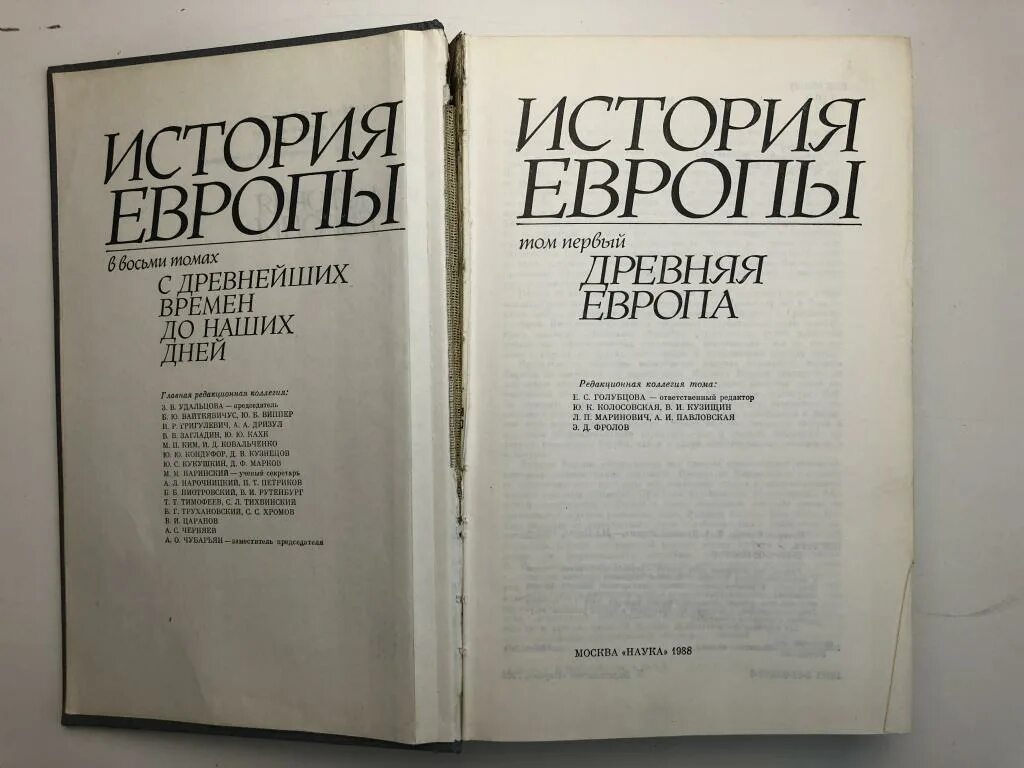 ИСТОРИЯ
ЕВРОПЫ
в восьми томах
С ДРЕВНЕЙШИХ
ВРЕМЕН
ДО НАШИХ
ДНЕЙ
Главная редакционная коллегия:
З. В. УДАЛЬЦОВА — председатель
Б. Ю. ВАЙТКЯВИЧУС, Ю. Б. ВИППЕР
И. Р. ГРИГУЛЕВИЧ, А. А. ДРИЗУЛ
В. В. ЗАГЛАДИН, Ю. Ю. КАХК
М. П. КИМ, И. Д. КОВАЛЬЧЕНКО
Ю. Ю. КОНДУФОР, Д. В. КУЗНЕЦОВ
Ю. С. КУКУШКИН, Д. Ф. МАРКОВ
М. М. НАРИНСКИЙ — ученый секретарь
А. Л. НАРОЧНИЦКИЙ, П. Т. ПЕТРИКОВ
Б. Б. ПИОТРОВСКИЙ, В. И. РУТЕНБУРГ
Т. Т. ТИМОФЕЕВ, С. Л. ТИХВИНСКИЙ
В. Г. ТРУХАНОВСКИЙ, С. С. ХРОМОВ
В. И. ЦАРАНОВ
А. С. ЧЕРНЯЕВ
А. О. ЧУБАРЬЯН — заместитель председателя
ИСТОРИЯ
ЕВРОПЫ
том первый
ДРЕВНЯЯ
ЕВРОПА
Редакционная коллегия тома:
Е. С. ГОЛУБЦОВА — ответственный редактор
Ю. К. КОЛОСОВСКАЯ, В. И. КУЗИЩИН
Л. П. МАРИНОВИЧ, А. И. ПАВЛОВСКАЯ
Э. Д. ФРОЛОВ
МОСКВА «НАУКА» 1988